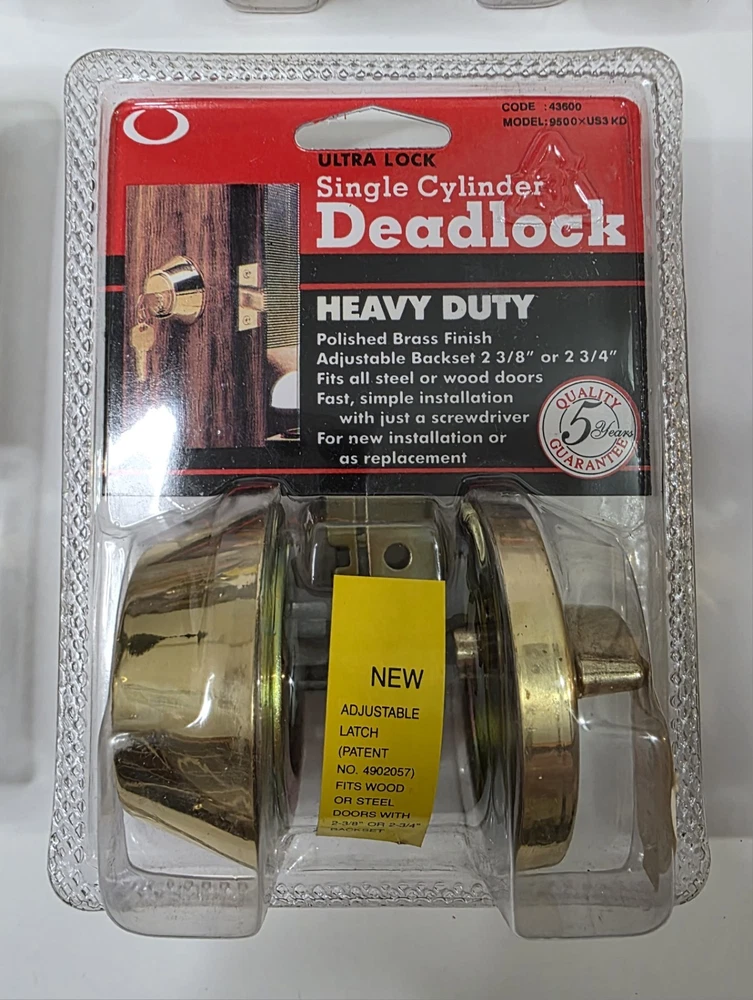 CODE : 43600
MODEL: 9500×US3 KD
ULTRA LOCK
Single Cylinder
Deadlock
HEAVY DUTY
Polished Brass Finish
Adjustable Backset 2 3/8" or 2 3/4"
Fits all steel or wood doors
Fast, simple installation
with just a screwdriver
For new installation or
as replacement
QUALITY
5 Years
GUARANTEE
NEW
ADJUSTABLE
LATCH
(PATENT
NO. 4902057)
FITS WOOD
OR STEEL
DOORS WITH
2-3/8" OR 2-3/4"
BACKSET